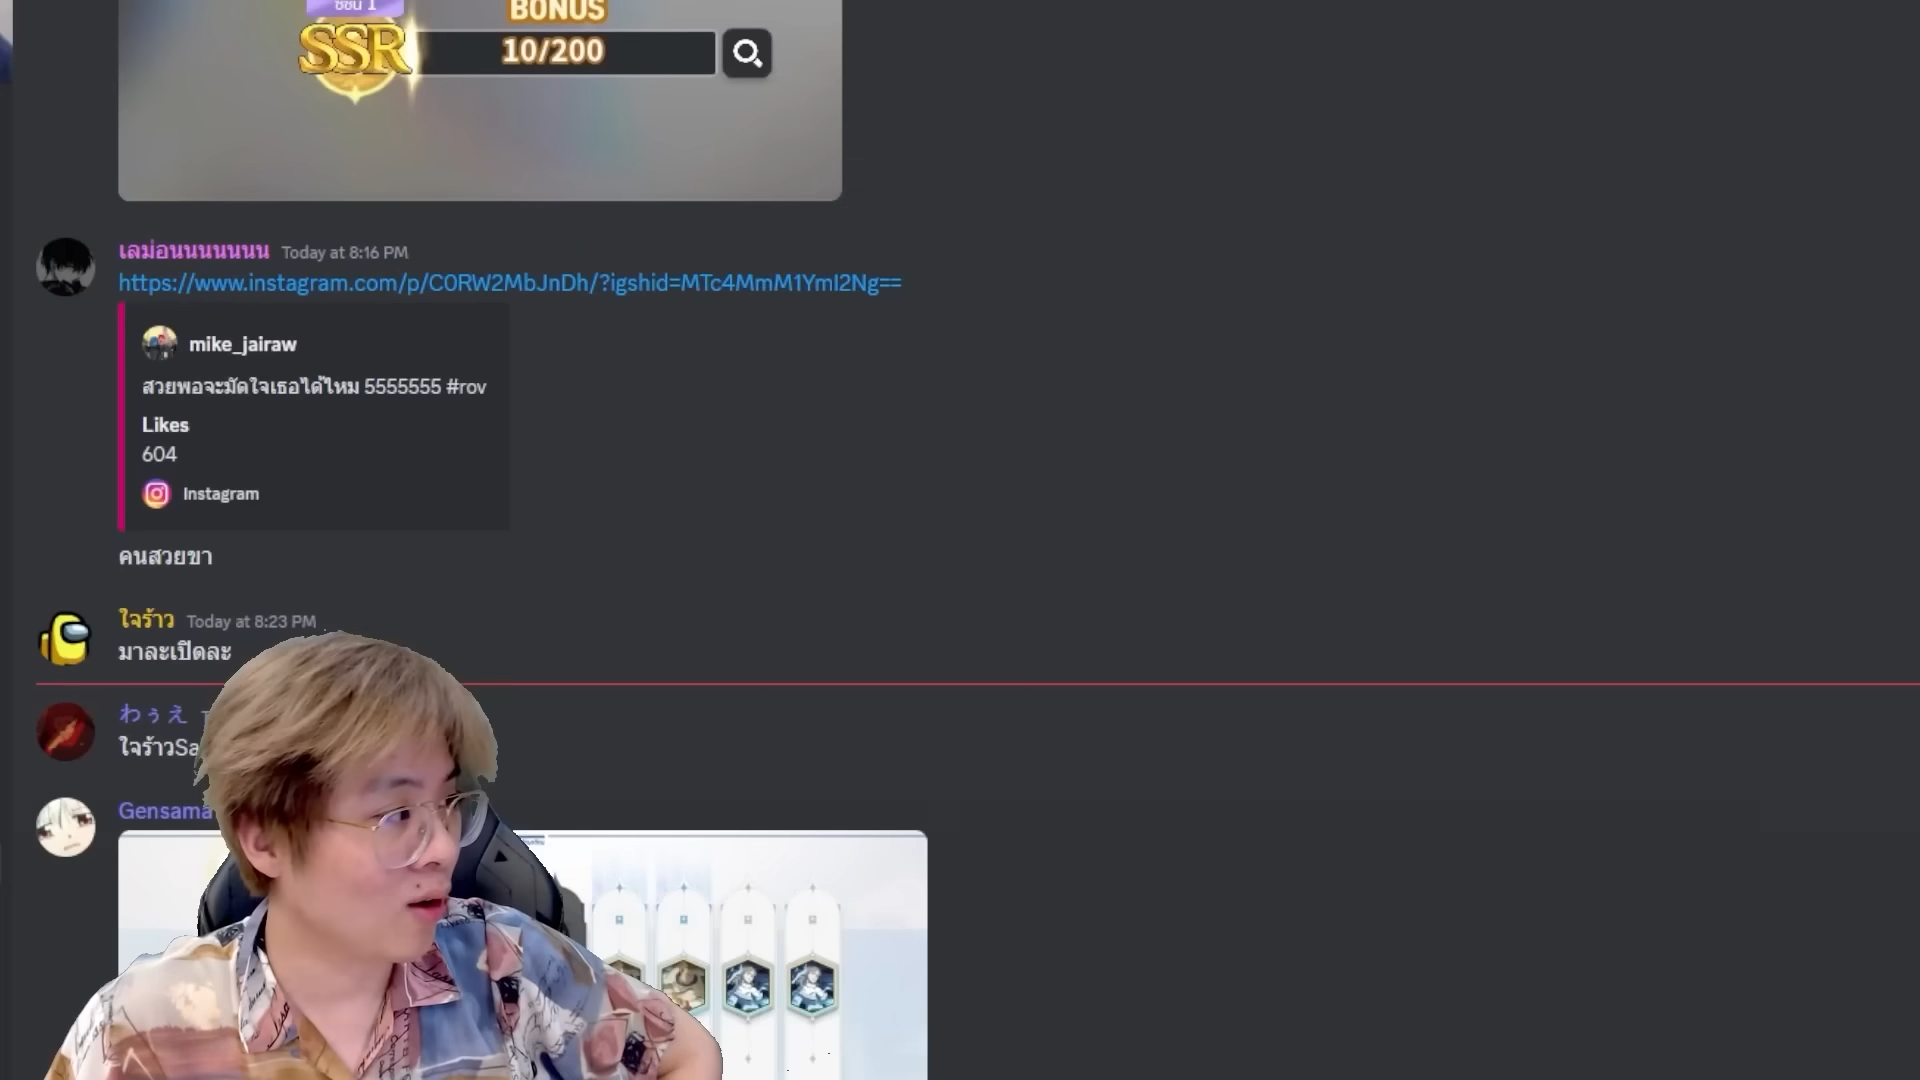 ซีซั่น 1
BONUS
SSR
10/200
เลม่อนนนนนนนน Today at 8:16 PM
https://www.instagram.com/p/C0RW2MbJnDh/?igshid=MTc4MmM1YmI2Ng==
mike_jairaw
สวยพอจะมัดใจเธอได้ไหม 5555555 #rov
Likes
604
Instagram
คนสวยขา
ใจร้าว Today at 8:23 PM
มาละเปิดละ
わぅえ
ใจร้าวSa
Gensama